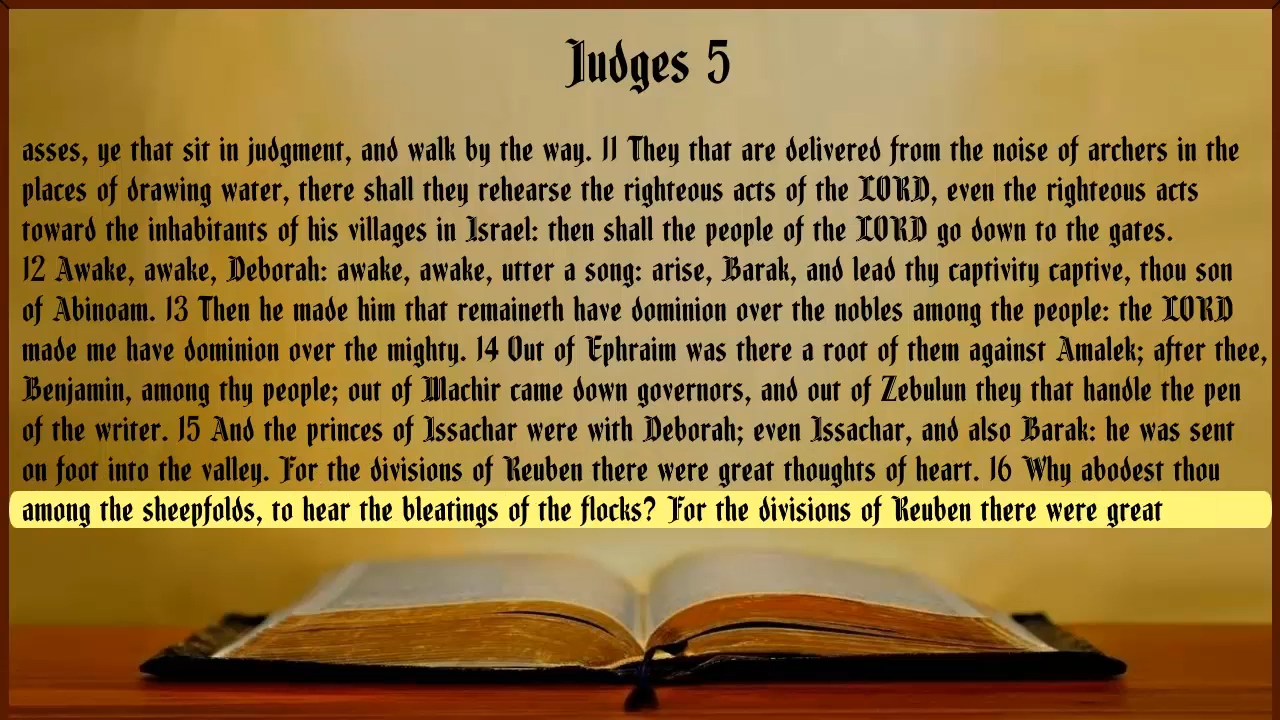 Judges 5
asses, ye that sit in judgment, and walk by the way. 11 They that are delivered from the noise of archers in the
places of drawing water, there shall they rehearse the righteous acts of the LORD, even the righteous acts
toward the inhabitants of his villages in Israel: then shall the people of the LORD go down to the gates.
12 Awake, awake, Deborah: awake, awake, utter a song: arise, Barak, and lead thy captivity captive, thou son
of Abinoam. 13 Then he made him that remaineth have dominion over the nobles among the people: the LORD
made me have dominion over the mighty. 14 Out of Ephraim was there a root of them against Amalek; after thee,
Benjamin, among thy people; out of Machir came down governors, and out of Zebulun they that handle the pen
of the writer. 15 And the princes of Issachar were with Deborah; even Issachar, and also Barak: he was sent
on foot into the valley. For the divisions of Reuben there were great thoughts of heart. 16 Why abodest thou
among the sheepfolds, to hear the bleatings of the flocks? For the divisions of Reuben there were great